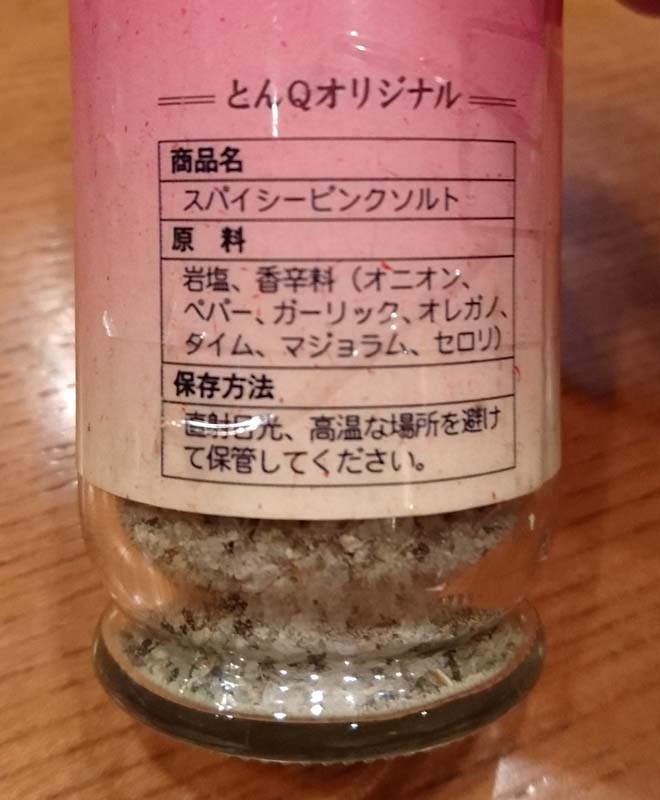 とんQオリジナル
商品名
スパイシーピンクソルト
原 料
岩塩、香辛料（オニオン、
ペパー、ガーリック、オレガノ、
タイム、マジョラム、セロリ）
保存方法
直射日光、高温な場所を避け
て保管してください。